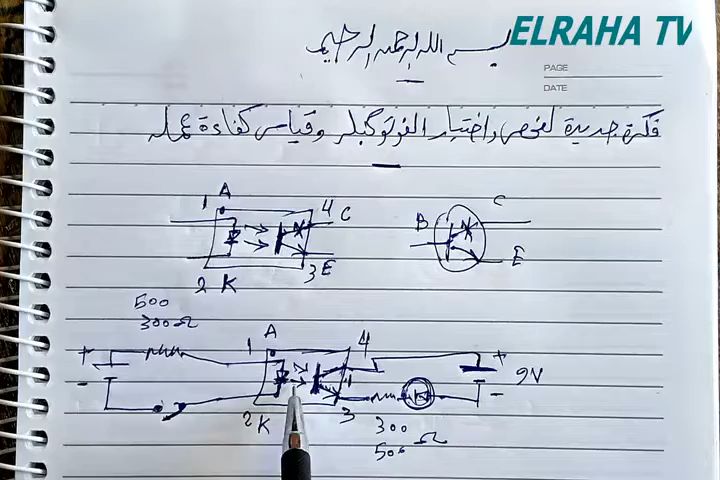 ELRAHA TV
بسم الله الرحمن الرحيم
PAGE
DATE
فكرة جديدة لفحص واختبار الفوتوكبلر وقياس كفاءة عمله
1 A 4 C
2 K 3 E
B C E
500
300Ω
+ - 1 A 4 + - 9V
2 K 3
300
500 Ω